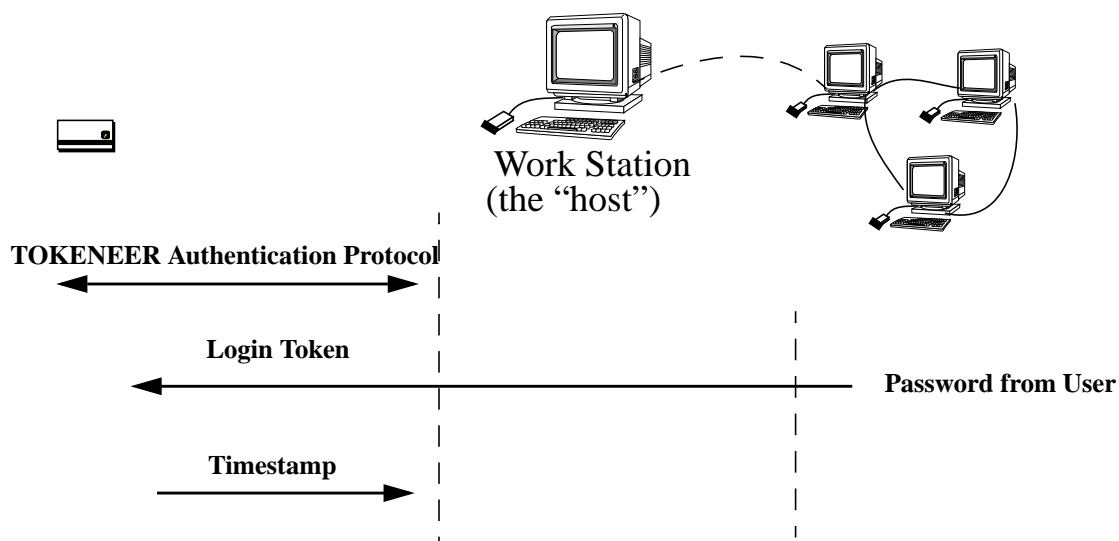 Work Station
(the “host”)
TOKENEER Authentication Protocol
Login Token
Password from User
Timestamp